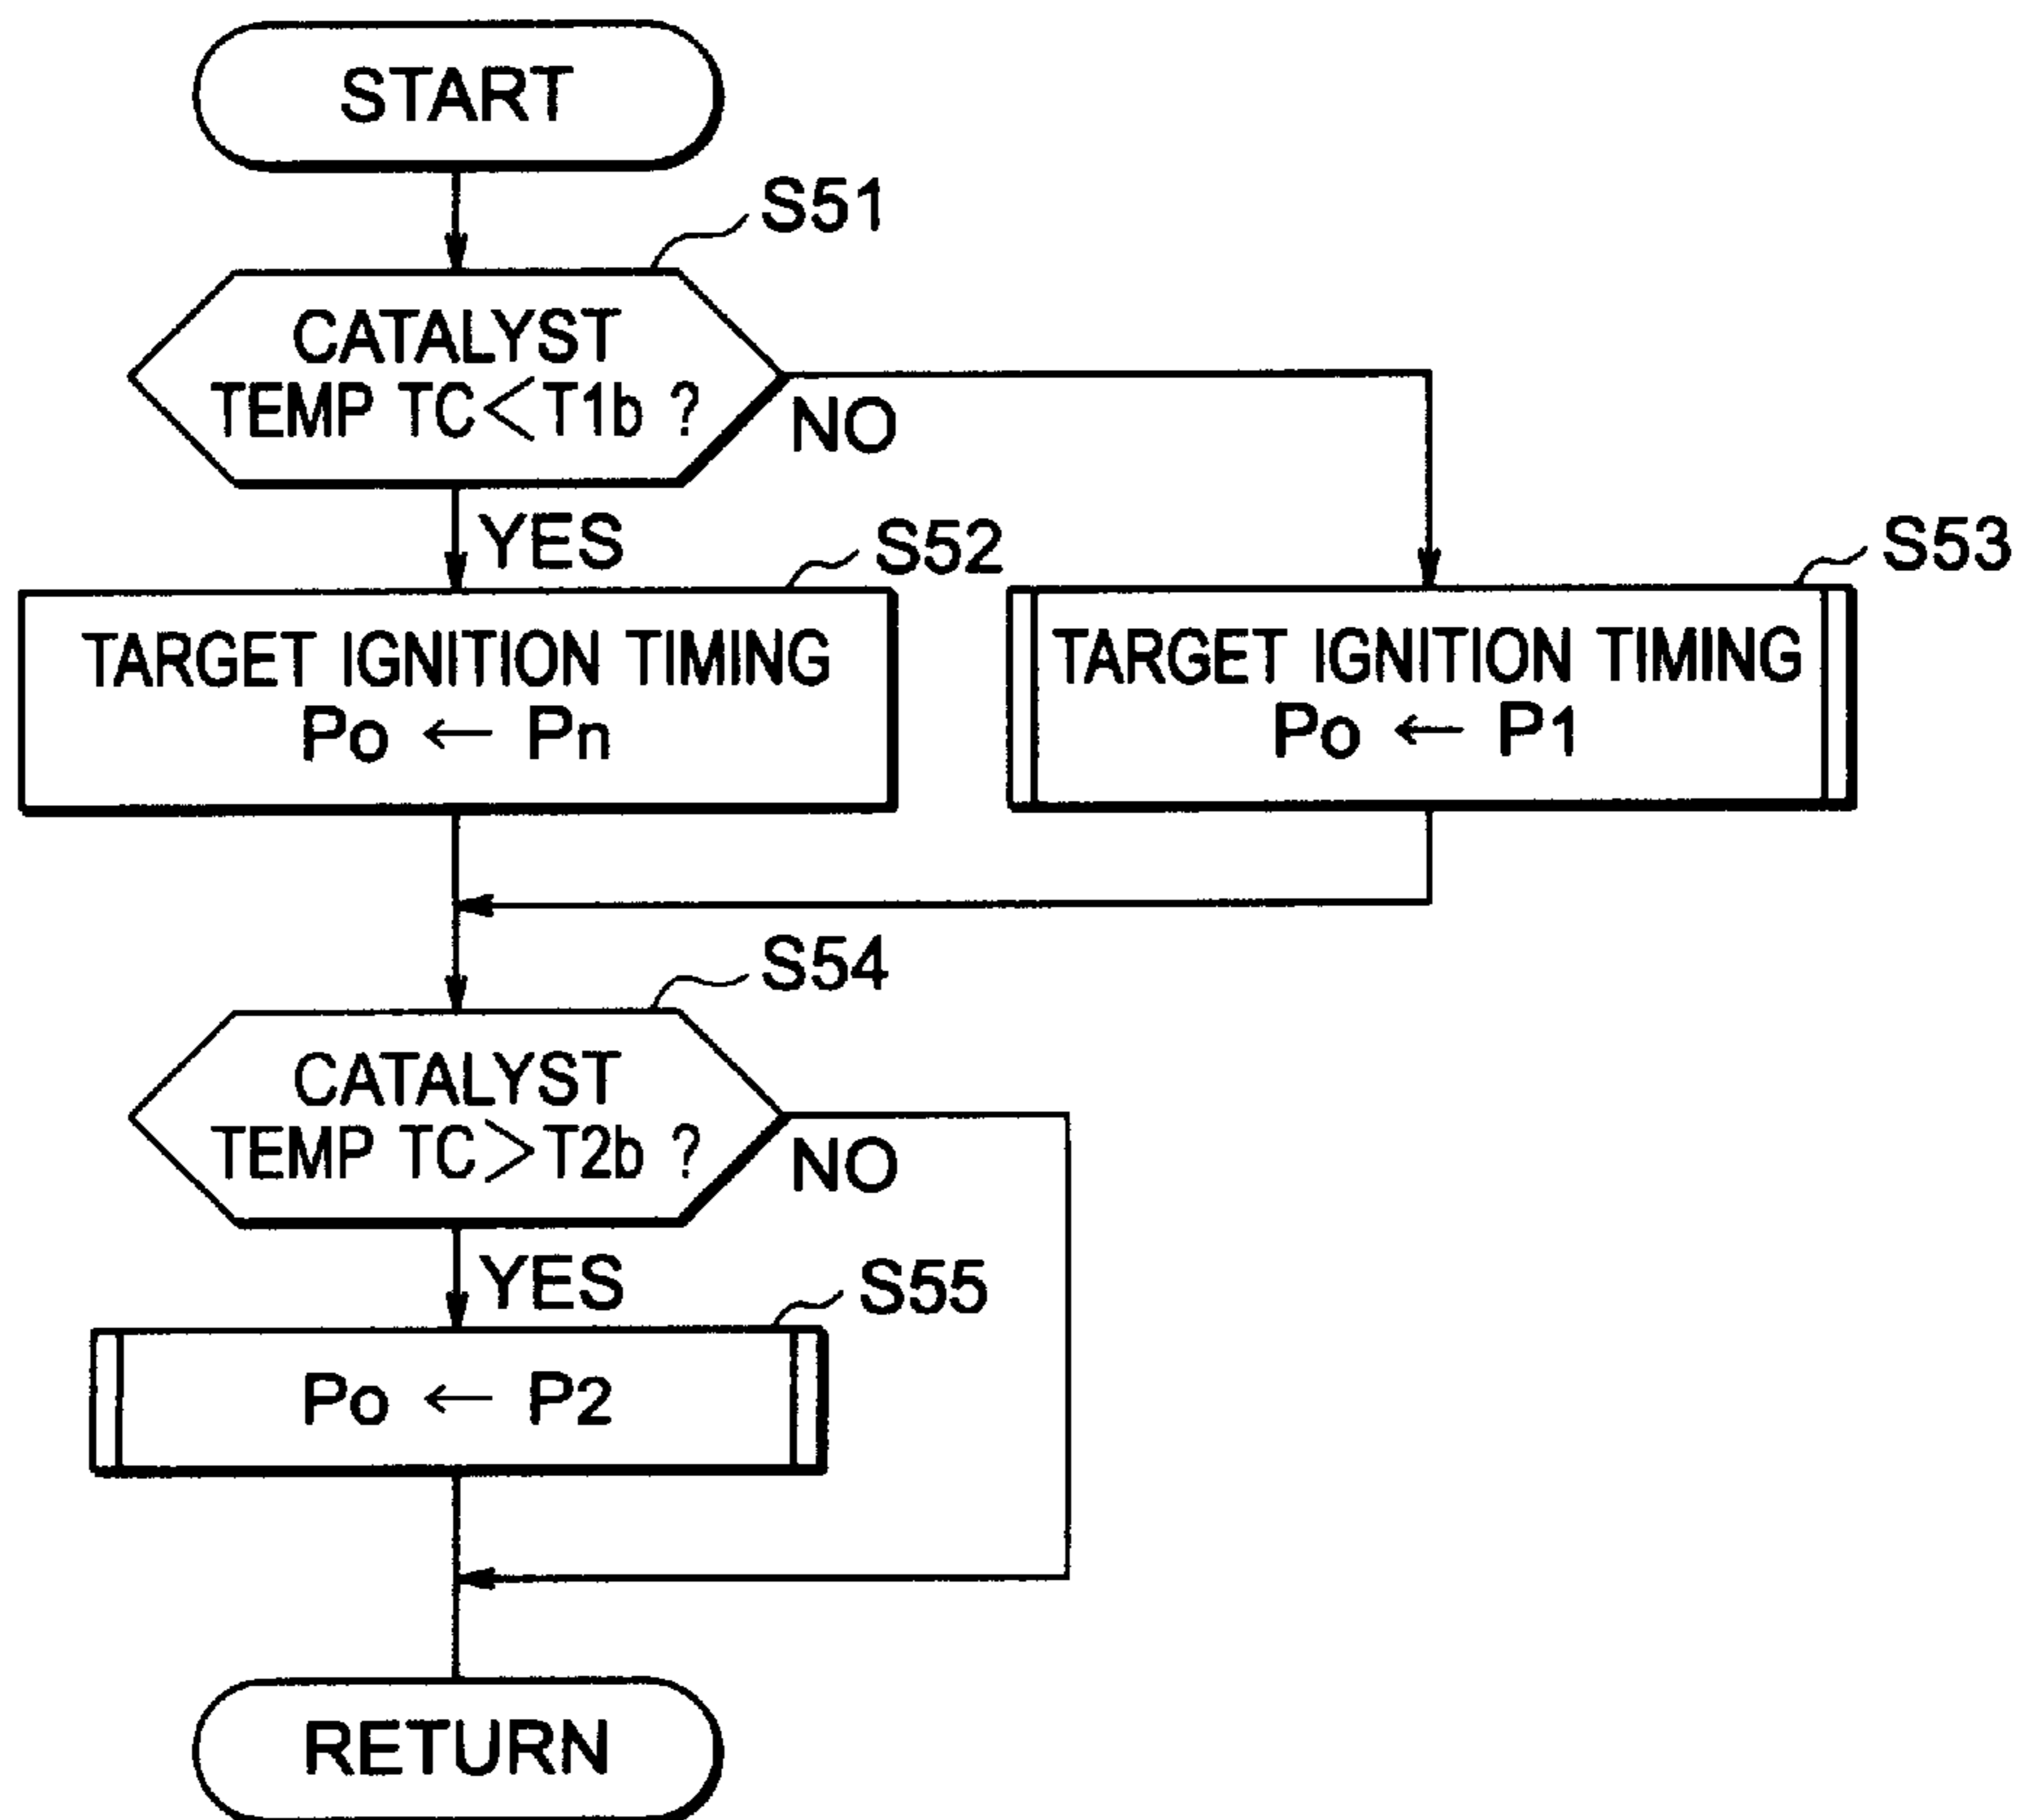 START
S51
CATALYST
TEMP TC<T1b ?
NO
YES
S52
S53
TARGET IGNITION TIMING
Po ← Pn
TARGET IGNITION TIMING
Po ← P1
S54
CATALYST
TEMP TC>T2b ?
NO
YES
S55
Po ← P2
RETURN